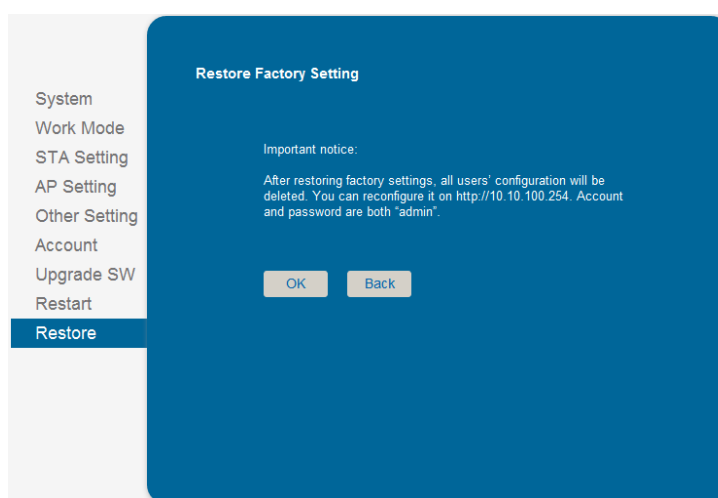 System
Work Mode
STA Setting
AP Setting
Other Setting
Account
Upgrade SW
Restart
Restore
Restore Factory Setting
Important notice:
After restoring factory settings, all users' configuration will be
deleted. You can reconfigure it on http://10.10.100.254. Account
and password are both “admin”.
OK
Back